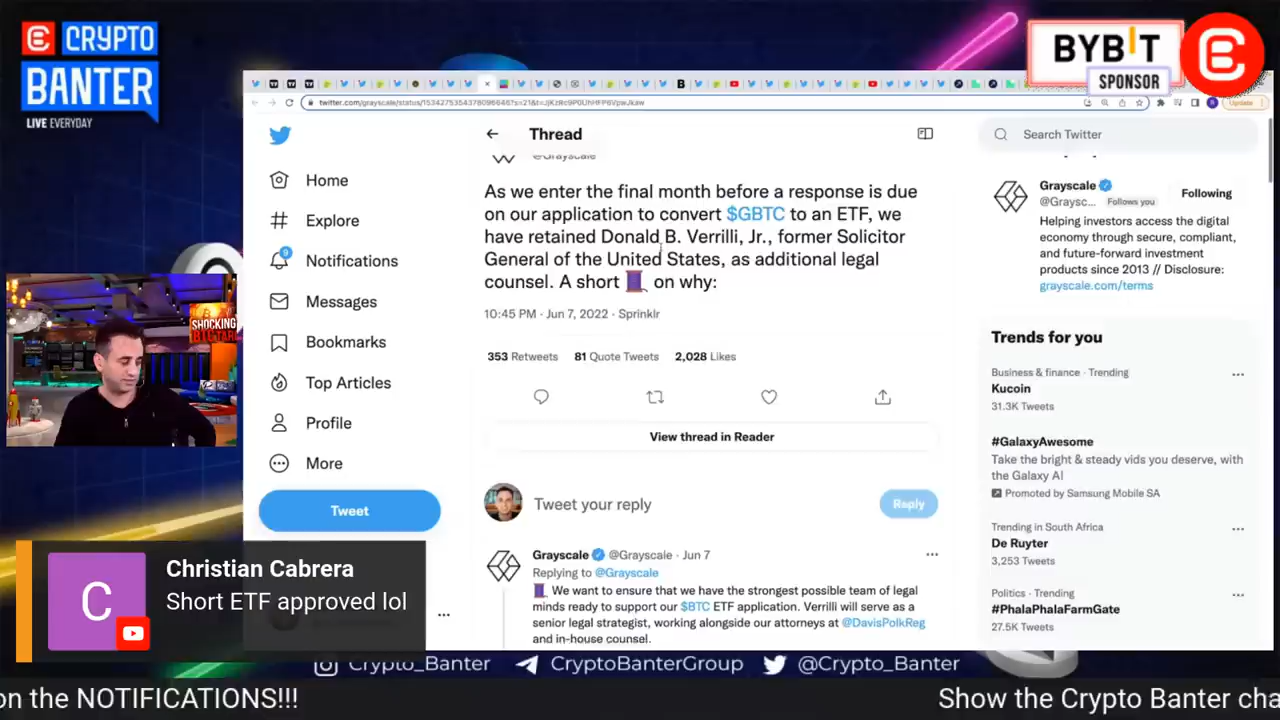 CRYPTO
BANTER
LIVE EVERYDAY
BYBIT
SPONSOR
Update
Thread
Search Twitter
@Grayscale
As we enter the final month before a response is due
on our application to convert $GBTC to an ETF, we
have retained Donald B. Verrilli, Jr., former Solicitor
General of the United States, as additional legal
counsel. A short 🧵 on why:
10:45 PM · Jun 7, 2022 · Sprinklr
353 Retweets 81 Quote Tweets 2,028 Likes
View thread in Reader
Tweet your reply
Reply
Grayscale @Grayscale · Jun 7
Replying to @Grayscale
🧵 We want to ensure that we have the strongest possible team of legal
minds ready to support our $BTC ETF application. Verrilli will serve as a
senior legal strategist, working alongside our attorneys at @DavisPolkReg
and in-house counsel.
Home
Explore
9
Notifications
Messages
Bookmarks
Top Articles
Profile
More
Tweet
Grayscale
@Graysc... Follows you
Following
Helping investors access the digital
economy through secure, compliant,
and future-forward investment
products since 2013 // Disclosure:
grayscale.com/terms
Trends for you
Business & finance · Trending
Kucoin
31.3K Tweets
#GalaxyAwesome
Take the bright & steady vids you deserve, with
the Galaxy AI
Promoted by Samsung Mobile SA
Trending in South Africa
De Ruyter
3,253 Tweets
Politics · Trending
#PhalaPhalaFarmGate
27.5K Tweets
SHOCKING
C
Christian Cabrera
Short ETF approved lol
Crypto_Banter
CryptoBanterGroup
@Crypto_Banter
on the NOTIFICATIONS!!!
Show the Crypto Banter cha